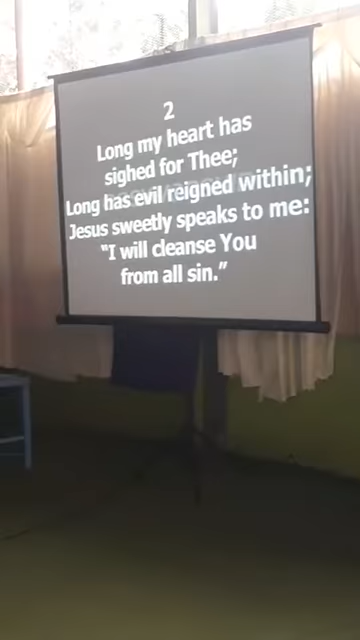 2
Long my heart has
sighed for Thee;
Long has evil reigned within;
Jesus sweetly speaks to me:
"I will cleanse You
from all sin."